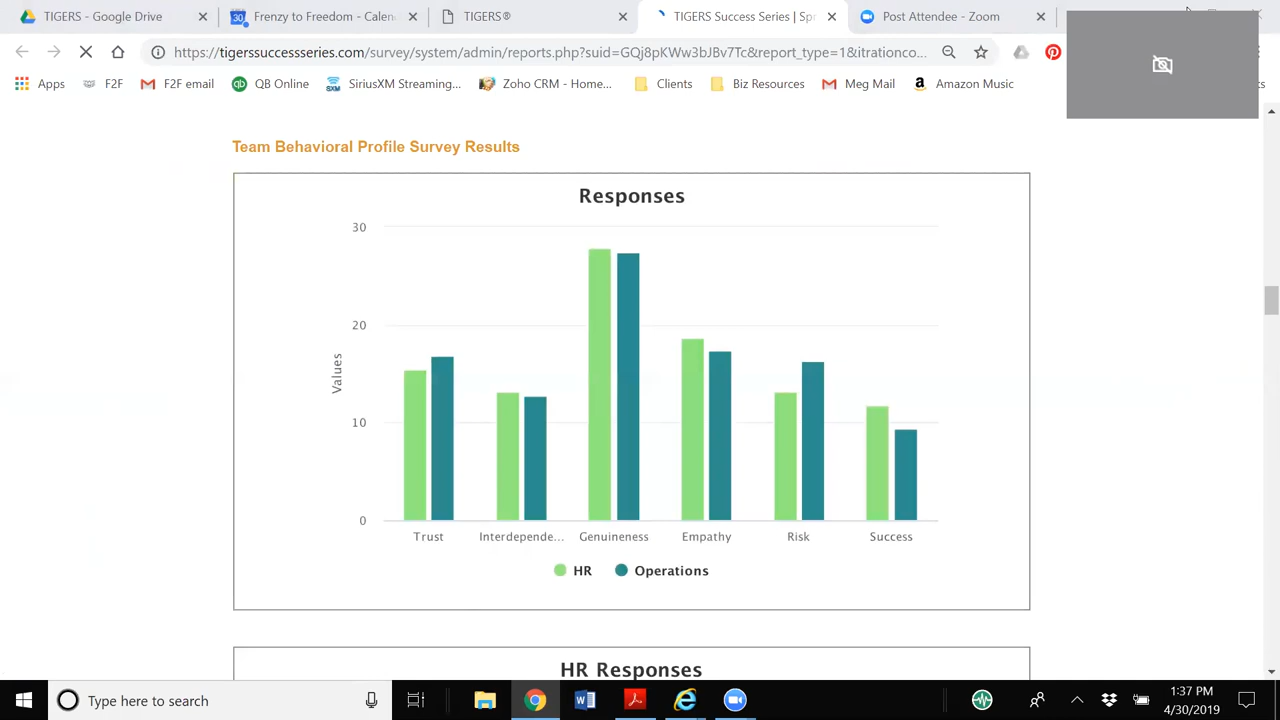 TIGERS - Google Drive
Frenzy to Freedom - Calen
TIGERS®
TIGERS Success Series | Spr
Post Attendee - Zoom
https://tigerssuccessseries.com/survey/system/admin/reports.php?suid=GQj8pKWw3bJBv7Tc&report_type=1&itrationco...
Apps
F2F
F2F email
QB Online
SiriusXM Streaming...
Zoho CRM - Home...
Clients
Biz Resources
Meg Mail
Amazon Music
Team Behavioral Profile Survey Results
Responses
30
20
10
0
Values
Trust
Interdepende...
Genuineness
Empathy
Risk
Success
HR
Operations
HR Responses
Type here to search
1:37 PM
4/30/2019